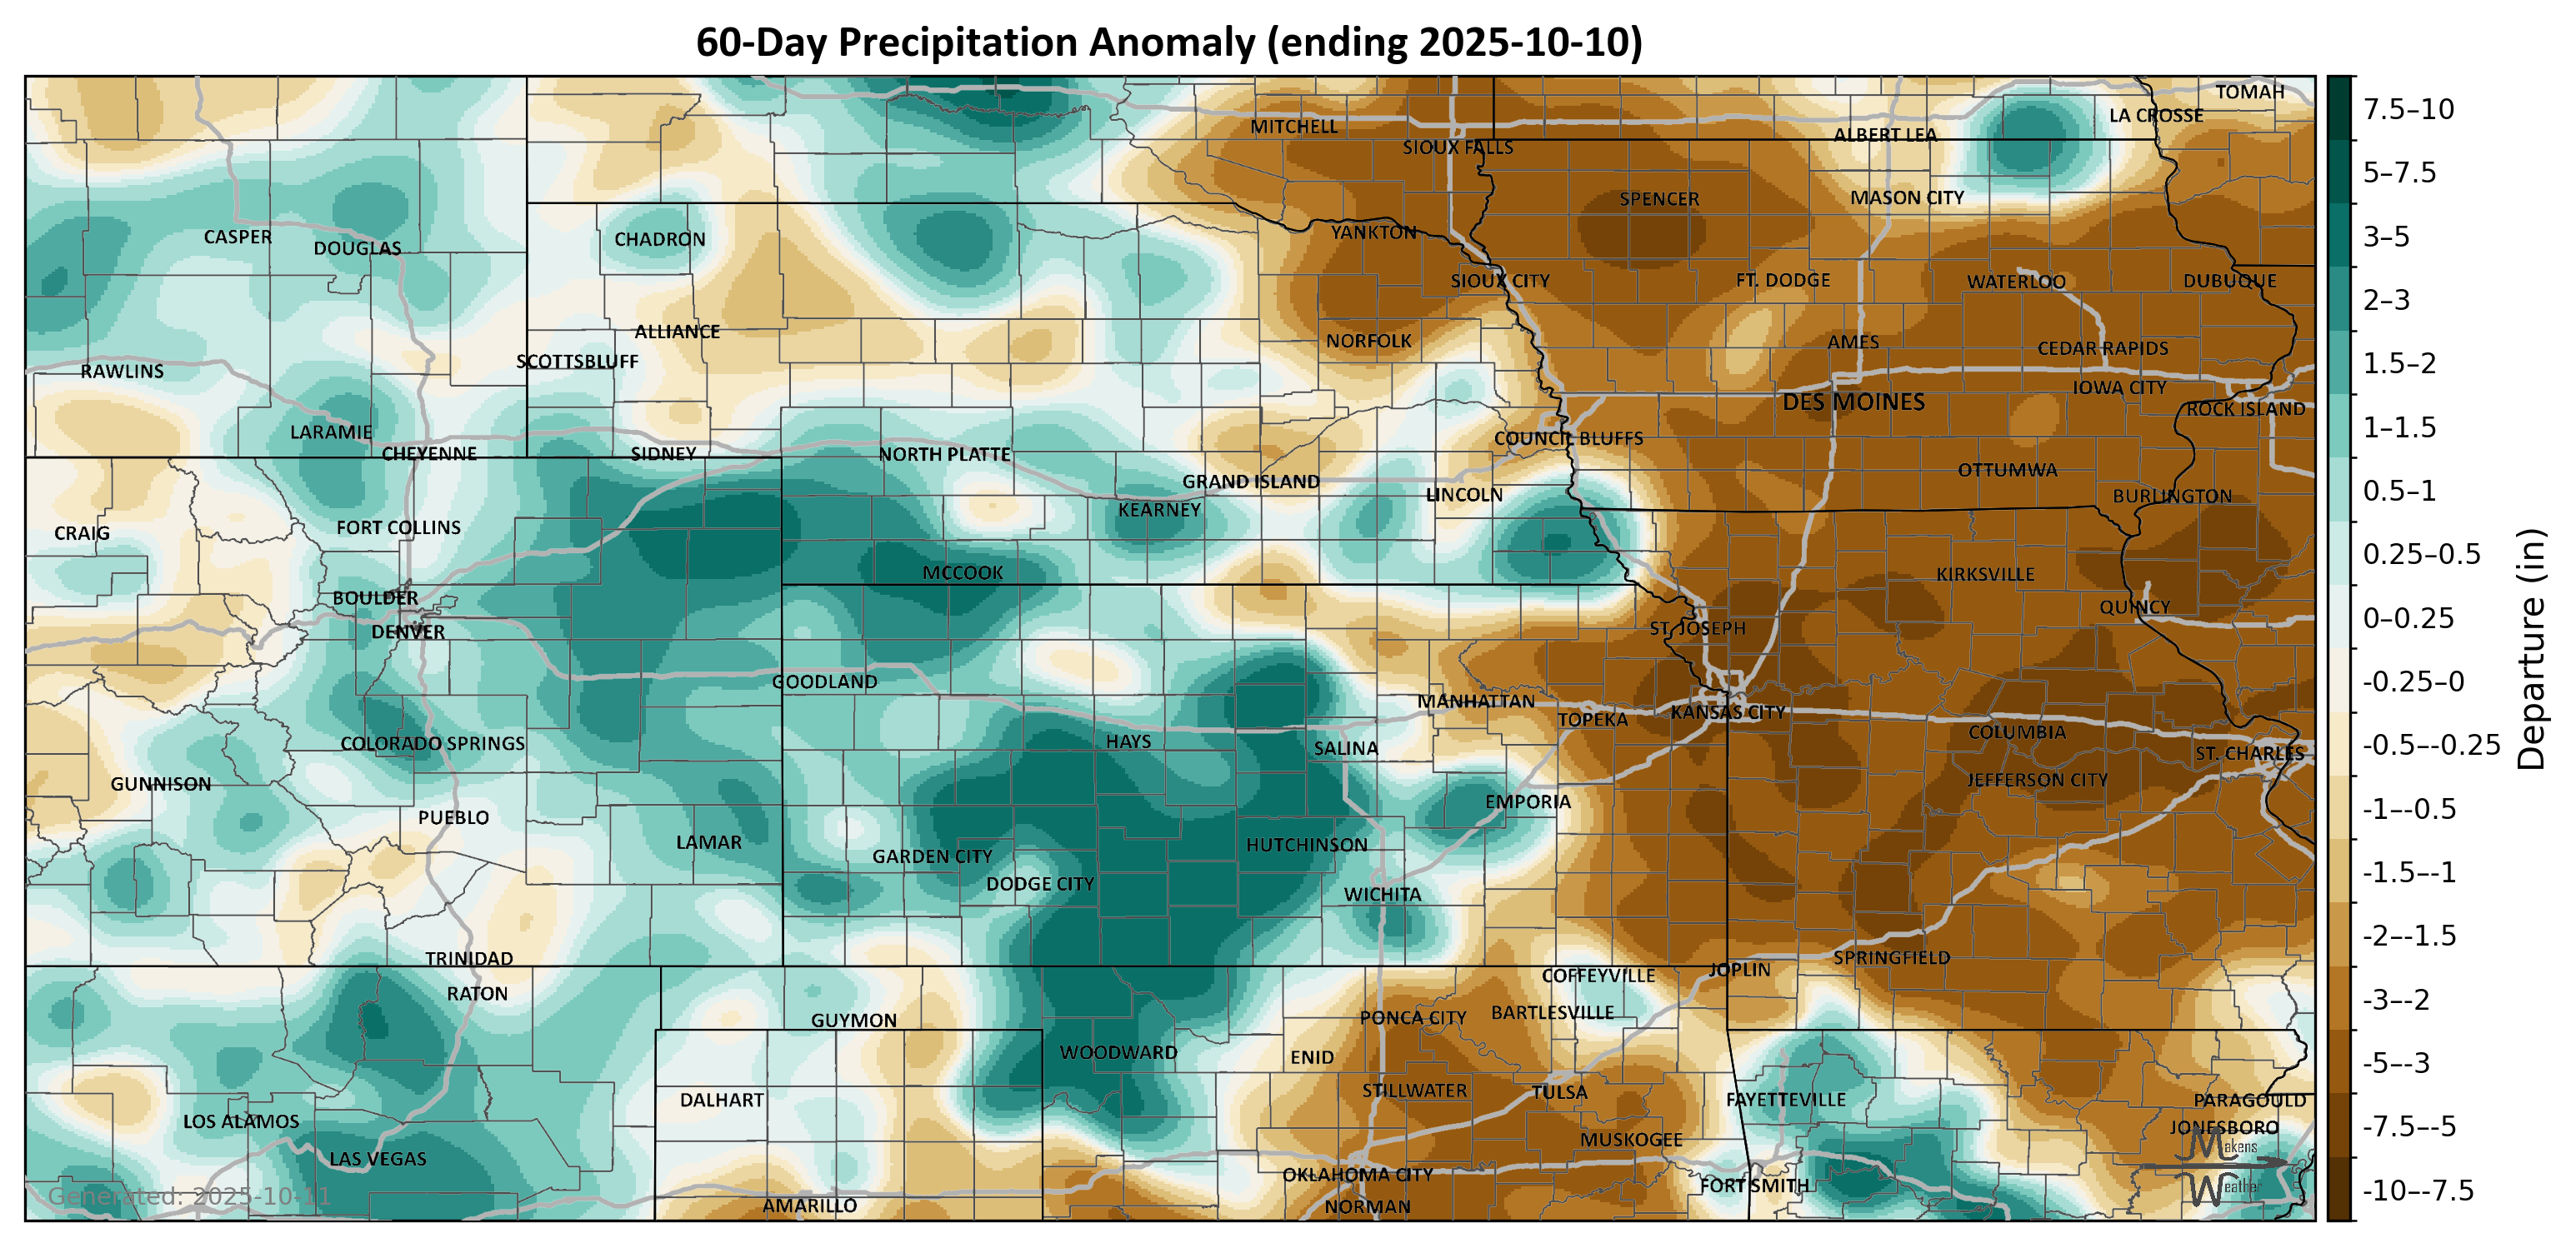 60-Day Precipitation Anomaly (ending 2025-10-10)
TOMAH
LA CROSSE
MITCHELL
ALBERT LEA
SIOUX FALLS
SPENCER
MASON CITY
YANKTON
CASPER
CHADRON
DOUGLAS
SIOUX CITY
FT. DODGE
WATERLOO
DUBUQUE
ALLIANCE
NORFOLK
AMES
CEDAR RAPIDS
SCOTTSBLUFF
RAWLINS
IOWA CITY
DES MOINES
ROCK ISLAND
LARAMIE
COUNCIL BLUFFS
CHEYENNE
SIDNEY
NORTH PLATTE
OTTUMWA
GRAND ISLAND
LINCOLN
BURLINGTON
KEARNEY
CRAIG
FORT COLLINS
MCCOOK
KIRKSVILLE
BOULDER
QUINCY
DENVER
ST. JOSEPH
GOODLAND
MANHATTAN
KANSAS CITY
TOPEKA
COLUMBIA
COLORADO SPRINGS
HAYS
SALINA
ST. CHARLES
GUNNISON
JEFFERSON CITY
EMPORIA
PUEBLO
LAMAR
HUTCHINSON
GARDEN CITY
DODGE CITY
WICHITA
TRINIDAD
SPRINGFIELD
JOPLIN
COFFEYVILLE
RATON
BARTLESVILLE
PONCA CITY
GUYMON
WOODWARD
ENID
STILLWATER
TULSA
DALHART
FAYETTEVILLE
PARAGOULD
LOS ALAMOS
JONESBORO
MUSKOGEE
LAS VEGAS
OKLAHOMA CITY
FORT SMITH
AMARILLO
NORMAN
Makens
Weather
Generated: 2025-10-11
7.5–10
5–7.5
3–5
2–3
1.5–2
1–1.5
0.5–1
0.25–0.5
0–0.25
-0.25–0
-0.5–-0.25
-1–-0.5
-1.5–-1
-2–-1.5
-3–-2
-5–-3
-7.5–-5
-10–-7.5
Departure (in)